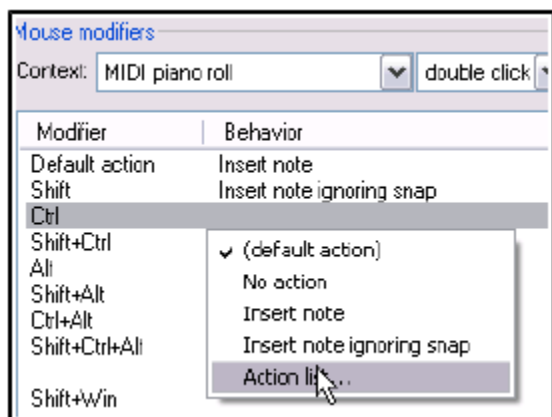 Mouse modifiers
Context: MIDI piano roll double click
Modifier Behavior
Default action Insert note
Shift Insert note ignoring snap
Ctrl
Shift+Ctrl
Alt
Shift+Alt
Ctrl+Alt
Shift+Ctrl+Alt
Shift+Win
(default action)
No action
Insert note
Insert note ignoring snap
Action list...